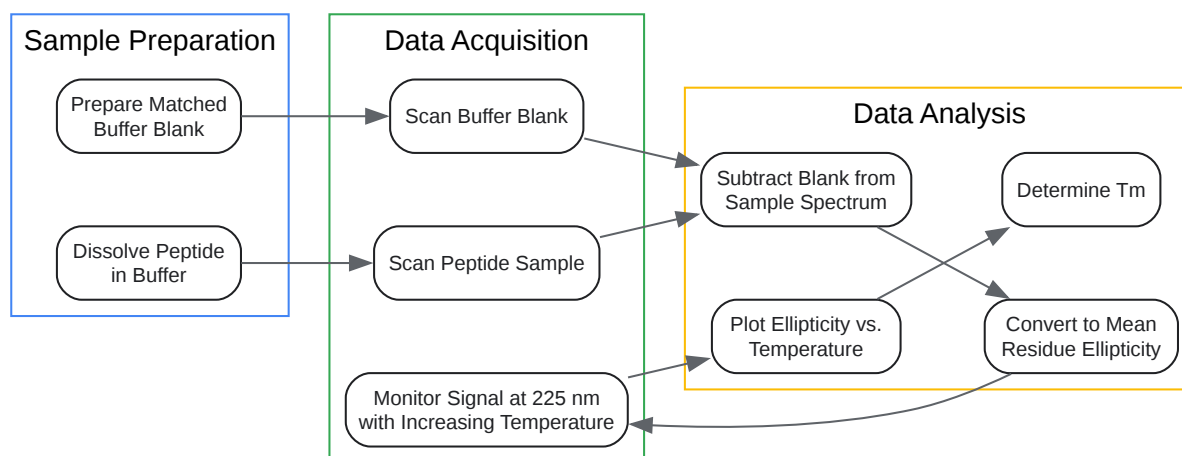 Sample Preparation
Prepare Matched
Buffer Blank
Dissolve Peptide
in Buffer
Data Acquisition
Scan Buffer Blank
Scan Peptide Sample
Monitor Signal at 225 nm
with Increasing Temperature
Data Analysis
Subtract Blank from
Sample Spectrum
Determine Tm
Plot Ellipticity vs.
Temperature
Convert to Mean
Residue Ellipticity